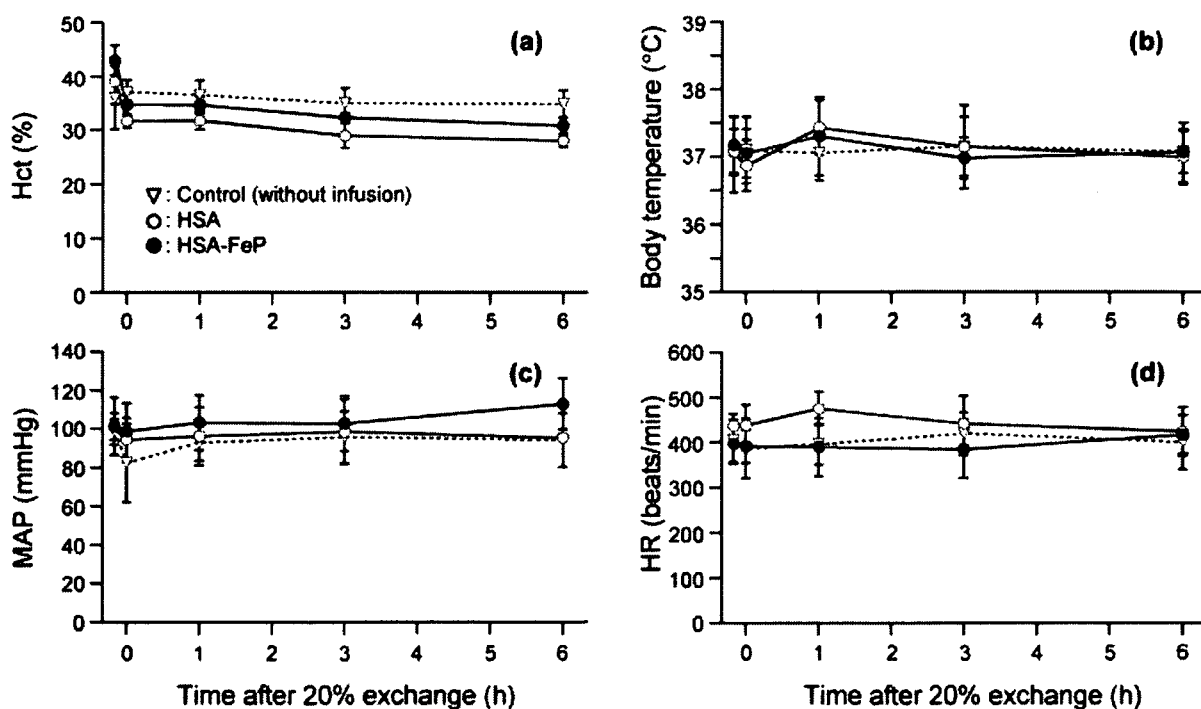 50
40
30
20
10
0
Hct (%)
(a)
▽: Control (without infusion)
○: HSA
●: HSA-FeP
0 1 2 3 4 5 6
39
38
37
36
35
Body temperature (°C)
(b)
0 1 2 3 4 5 6
140
120
100
80
60
40
20
0
MAP (mmHg)
(c)
0 1 2 3 4 5 6
Time after 20% exchange (h)
600
500
400
300
200
100
0
HR (beats/min)
(d)
0 1 2 3 4 5 6
Time after 20% exchange (h)